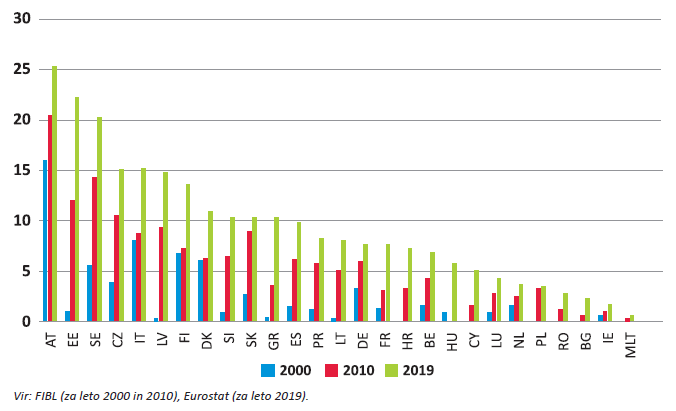 30
25
20
15
10
5
0
AT EE SE CZ IT LV FI DK SI SK GR ES PR LT DE FR HR BE HU CY LU NL PL RO BG IE MLT
2000 2010 2019
Vir: FIBL (za leto 2000 in 2010), Eurostat (za leto 2019).